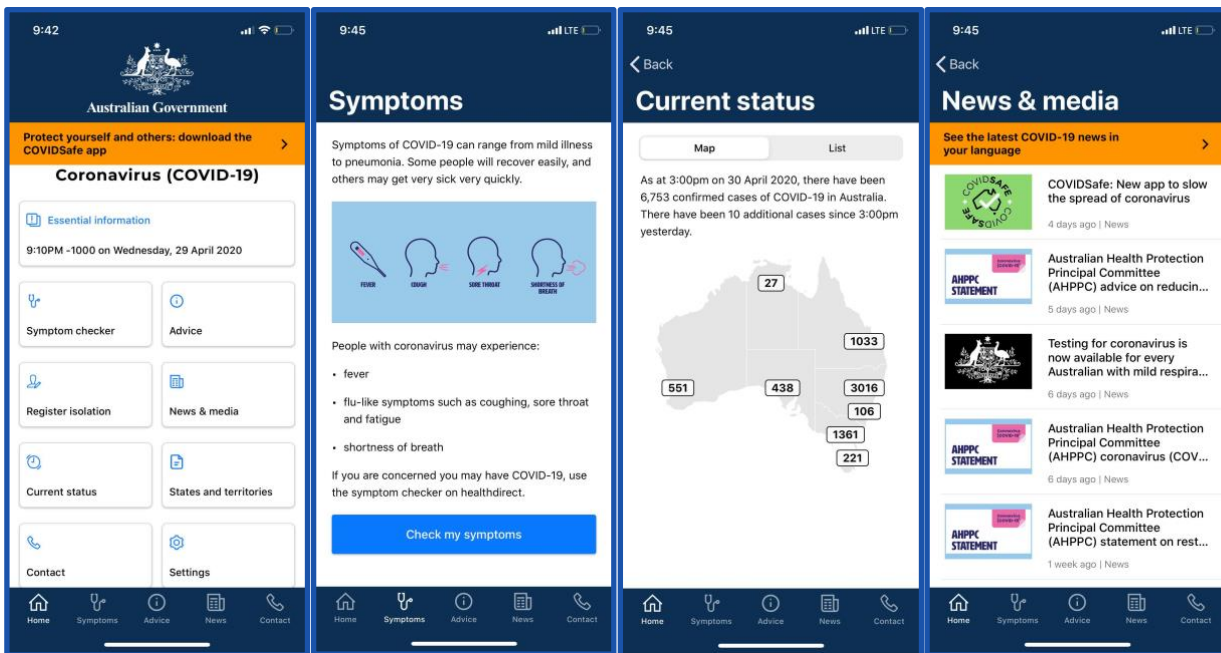 9:42
Australian Government
Protect yourself and others: download the
COVIDSafe app
Coronavirus (COVID-19)
Essential information
9:10PM -1000 on Wednesday, 29 April 2020
Symptom checker
Advice
Register isolation
News & media
Current status
States and territories
Contact
Settings
Home
Symptoms
Advice
News
Contact
9:45
LTE
Symptoms
Symptoms of COVID-19 can range from mild illness
to pneumonia. Some people will recover easily, and
others may get very sick very quickly.
FEVER
COUGH
SORE THROAT
SHORTNESS OF
BREATH
People with coronavirus may experience:
• fever
• flu-like symptoms such as coughing, sore throat
and fatigue
• shortness of breath
If you are concerned you may have COVID-19, use
the symptom checker on healthdirect.
Check my symptoms
Home
Symptoms
Advice
News
Contact
9:45
LTE
Back
Current status
Map
List
As at 3:00pm on 30 April 2020, there have been
6,753 confirmed cases of COVID-19 in Australia.
There have been 10 additional cases since 3:00pm
yesterday.
27
1033
551
438
3016
106
1361
221
Home
Symptoms
Advice
News
Contact
9:45
LTE
Back
News & media
See the latest COVID-19 news in
your language
COVIDSAFE
COVIDSAFE
COVIDSafe: New app to slow
the spread of coronavirus
4 days ago | News
AHPPC
STATEMENT
Australian Health Protection
Principal Committee
(AHPPC) advice on reducin...
5 days ago | News
Testing for coronavirus is
now available for every
Australian with mild respira...
6 days ago | News
AHPPC
STATEMENT
Australian Health Protection
Principal Committee
(AHPPC) coronavirus (COV...
6 days ago | News
AHPPC
STATEMENT
Australian Health Protection
Principal Committee
(AHPPC) statement on rest...
1 week ago | News
Home
Symptoms
Advice
News
Contact